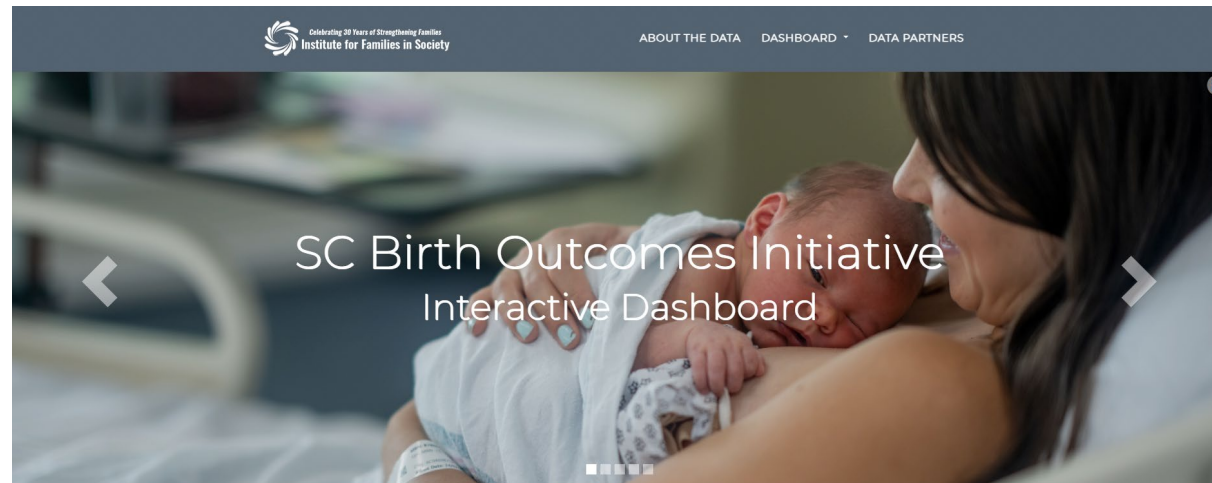 Celebrating 30 Years of Strengthening Families
Institute for Families in Society
ABOUT THE DATA DASHBOARD DATA PARTNERS
SC Birth Outcomes Initiative
Interactive Dashboard